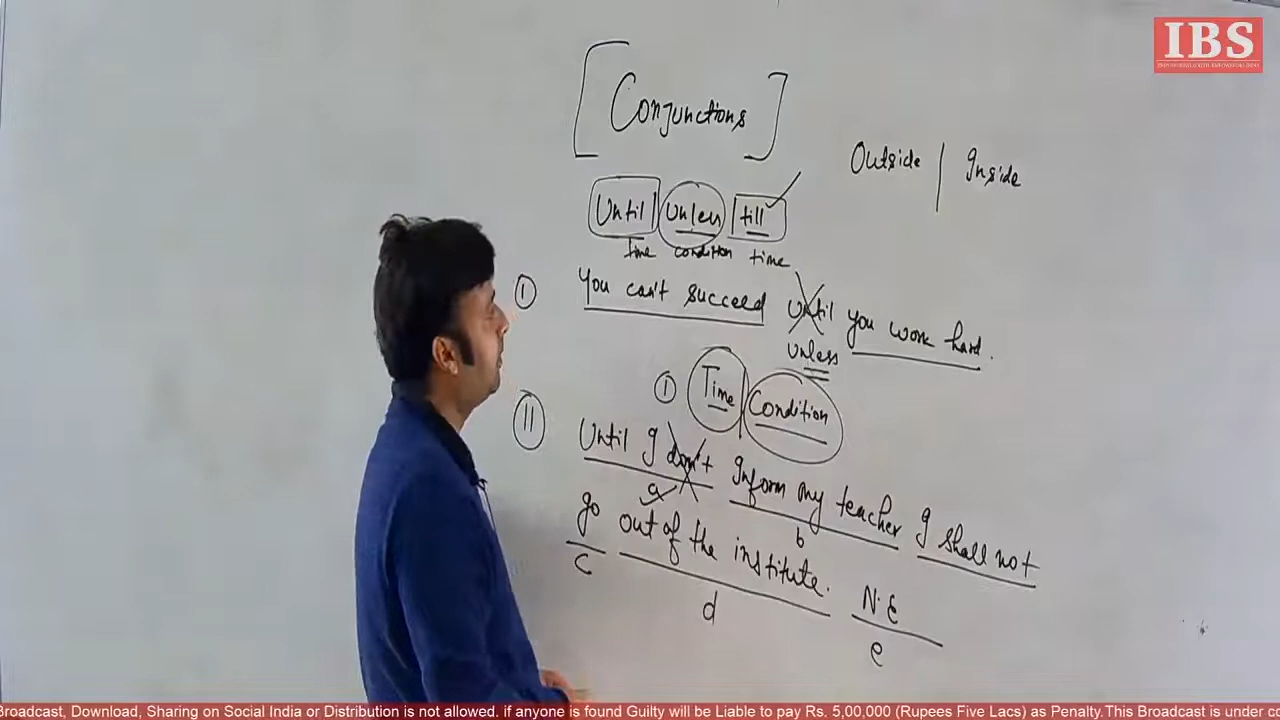 IBS
Conjunctions
Outside | Inside
Until Unless till
time condition time
I You can't succeed until you work hard.
unless
I Time Condition
II Until I don't inform my teacher I shall not
a b
go out of the institute. N.E
c d e
Broadcast, Download, Sharing on Social India or Distribution is not allowed. if anyone is found Guilty will be Liable to pay Rs. 5,00,000 (Rupees Five Lacs) as Penalty.This Broadcast is under co